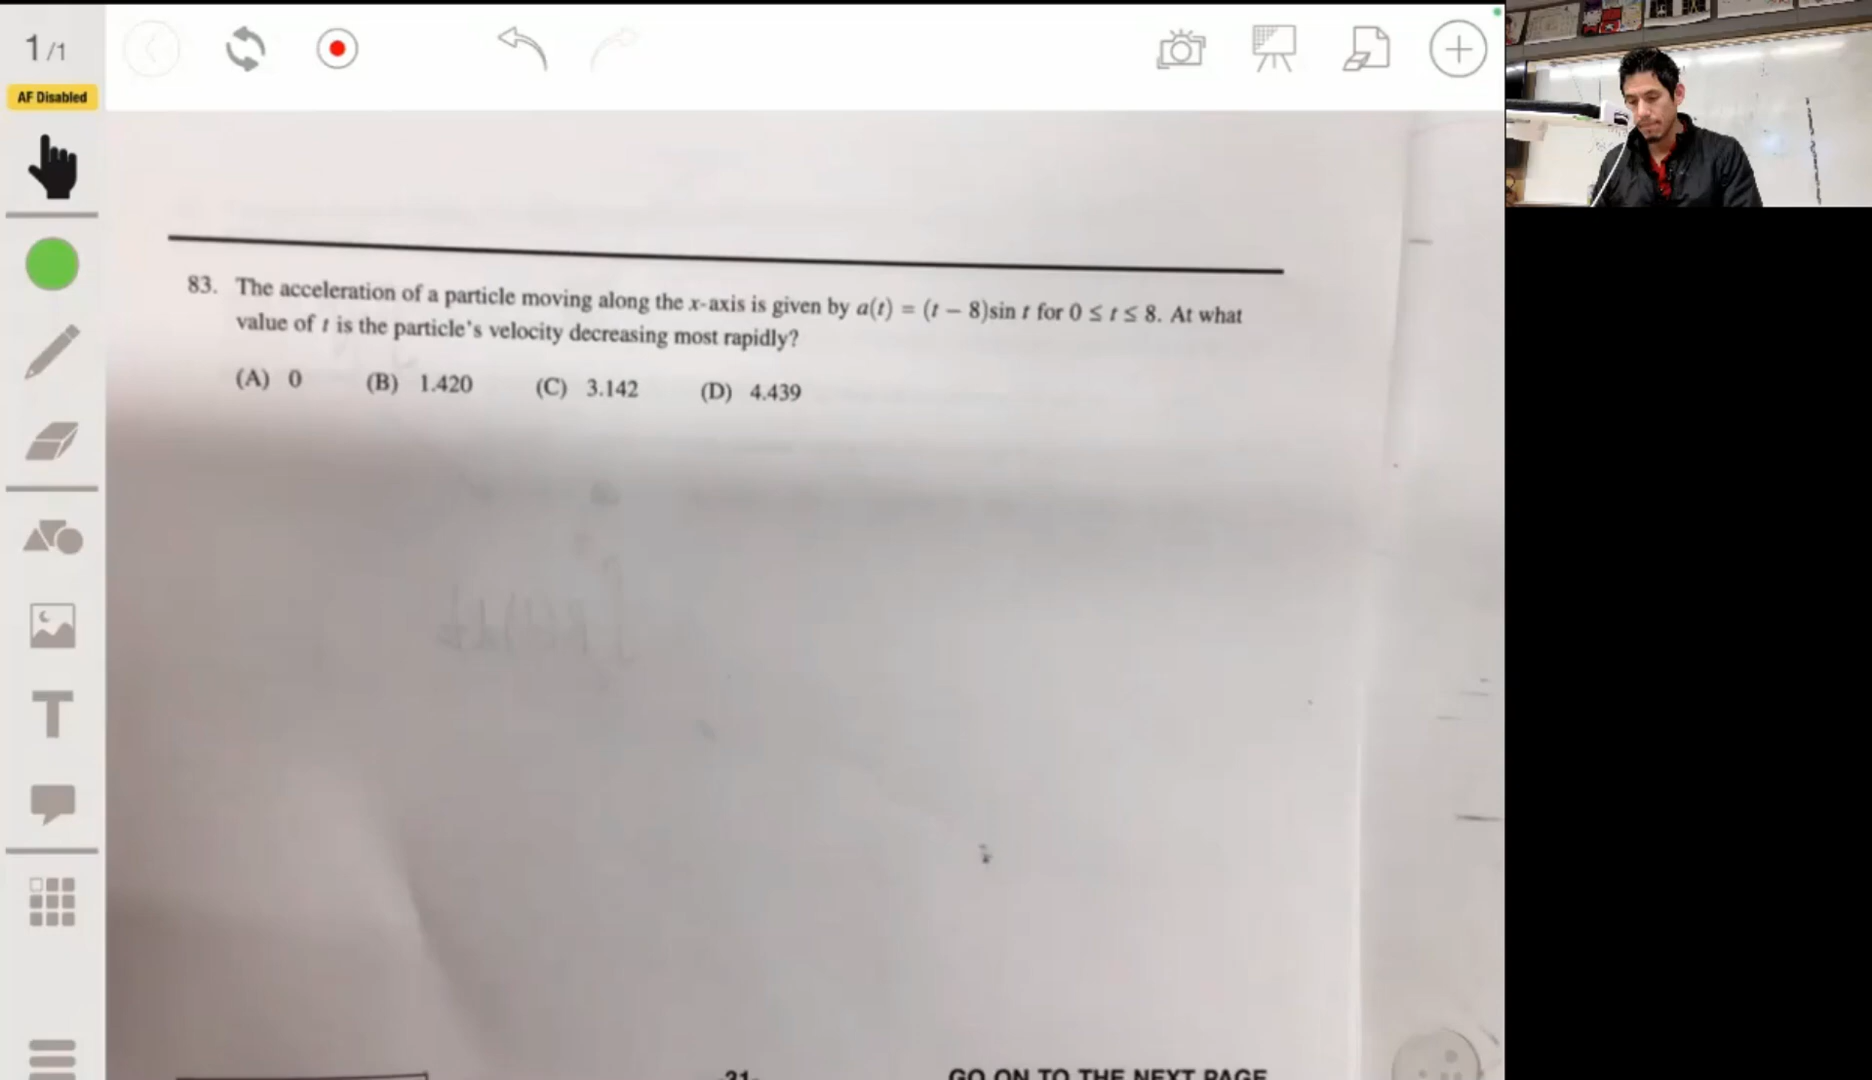 1/1
AF Disabled
83. The acceleration of a particle moving along the x-axis is given by a(t) = (t − 8)sin t for 0 ≤ t ≤ 8. At what
value of t is the particle's velocity decreasing most rapidly?
(A) 0 (B) 1.420 (C) 3.142 (D) 4.439
T
-21-
GO ON TO THE NEXT PAGE